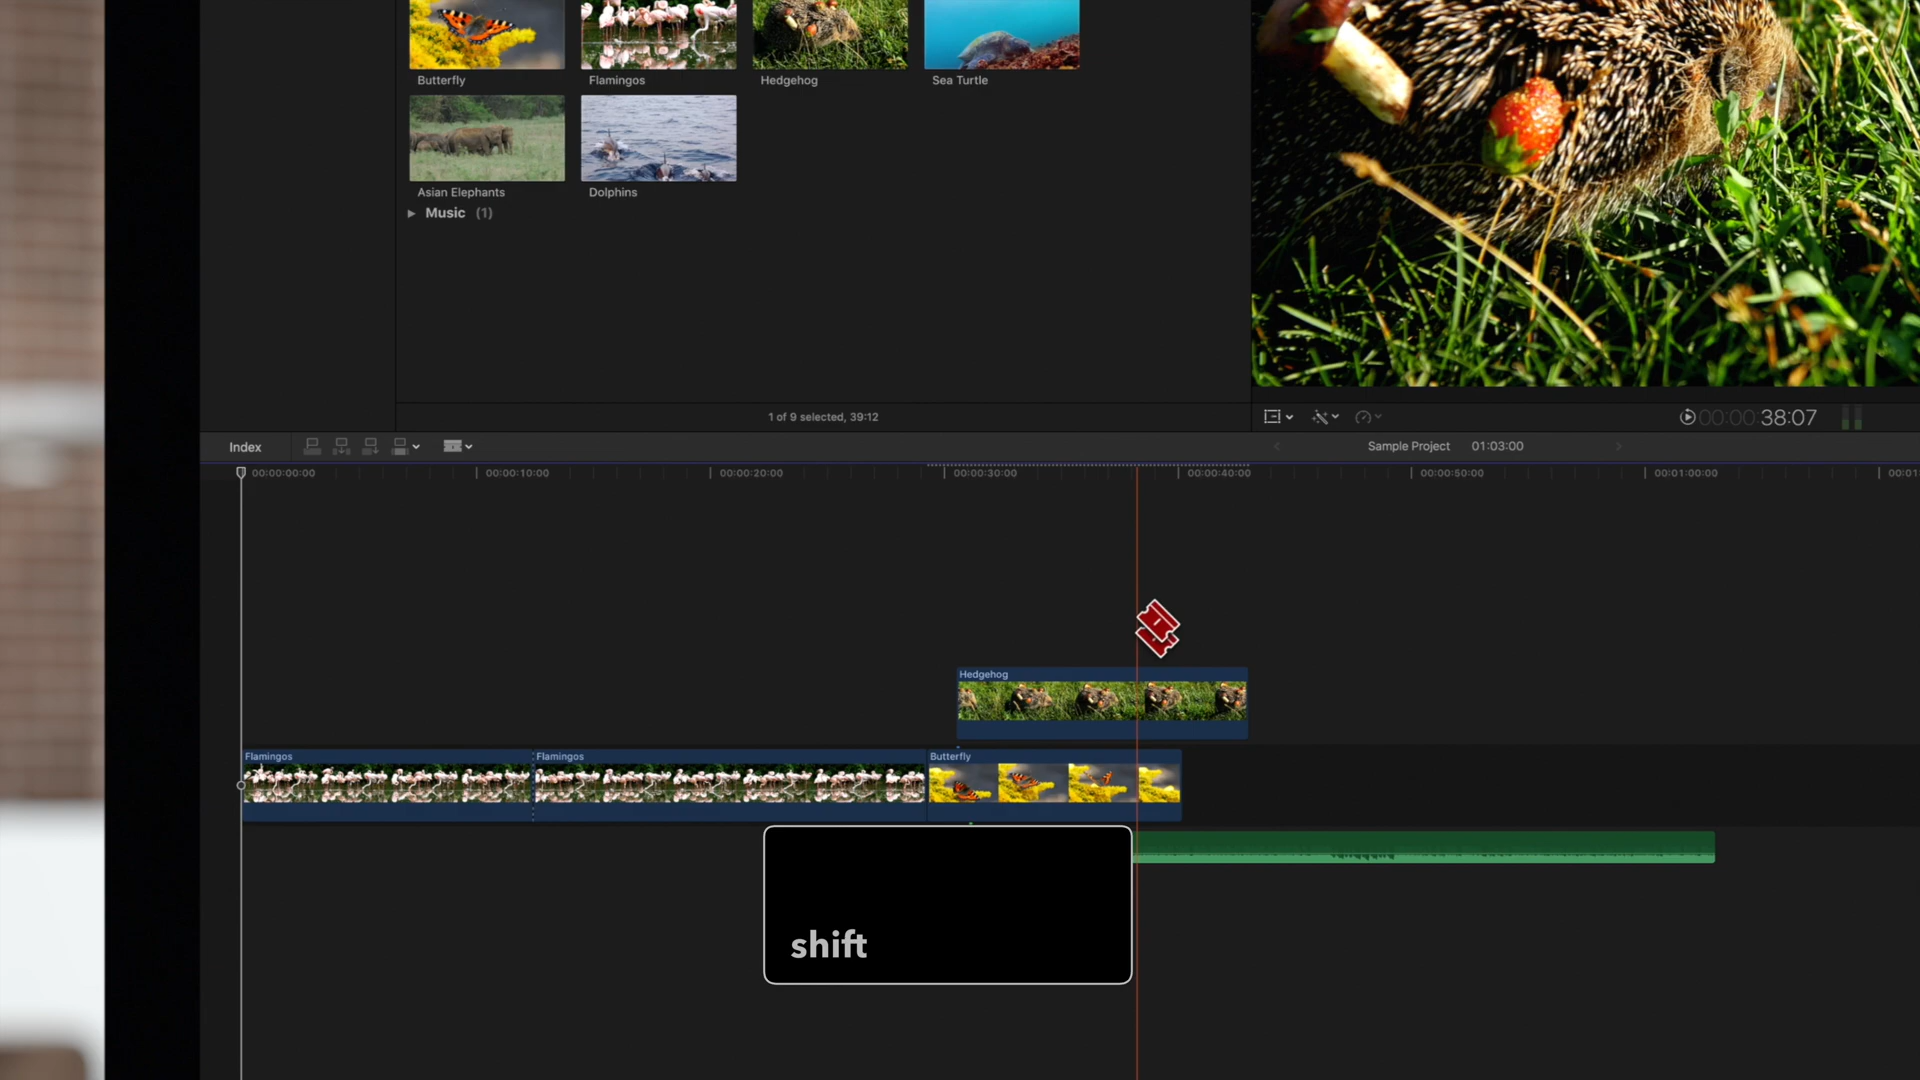 Butterfly
Flamingos
Hedgehog
Sea Turtle
Asian Elephants
Dolphins
Music (1)
1 of 9 selected, 39:12
00:00:38:07
Index
Sample Project 01:03:00
00:00:00:00
00:00:10:00
00:00:20:00
00:00:30:00
00:00:40:00
00:00:50:00
00:01:00:00
00:01:
Hedgehog
Flamingos
Flamingos
Butterfly
shift